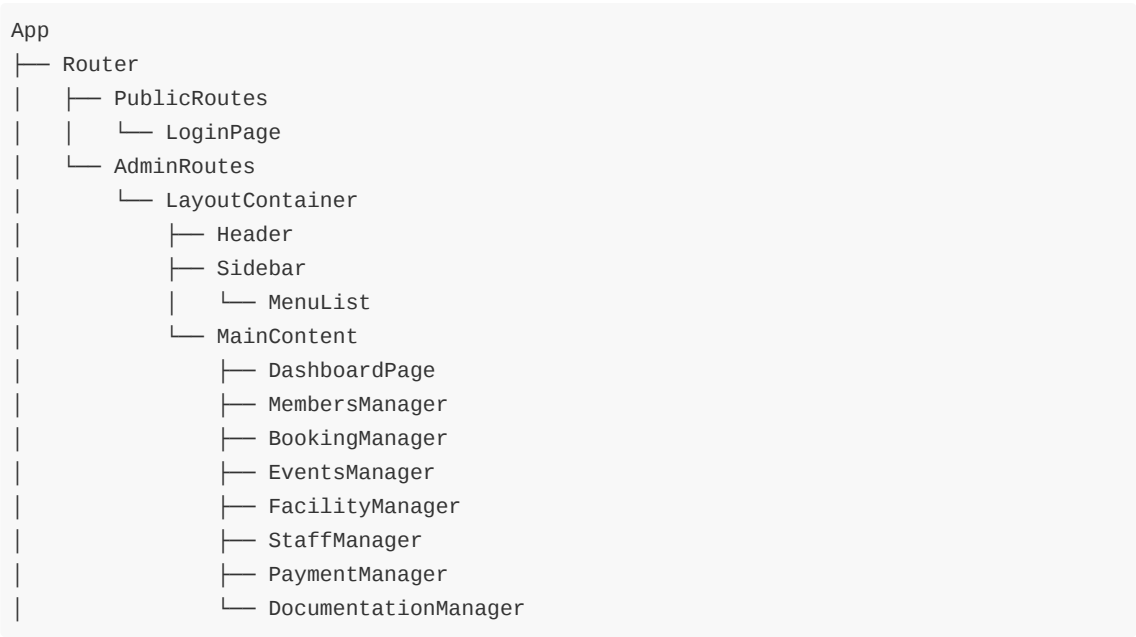 App
├── Router
│   ├── PublicRoutes
│   │   └── LoginPage
│   └── AdminRoutes
│       └── LayoutContainer
│           ├── Header
│           ├── Sidebar
│           │   └── MenuList
│           └── MainContent
│               ├── DashboardPage
│               ├── MembersManager
│               ├── BookingManager
│               ├── EventsManager
│               ├── FacilityManager
│               ├── StaffManager
│               ├── PaymentManager
│               └── DocumentationManager